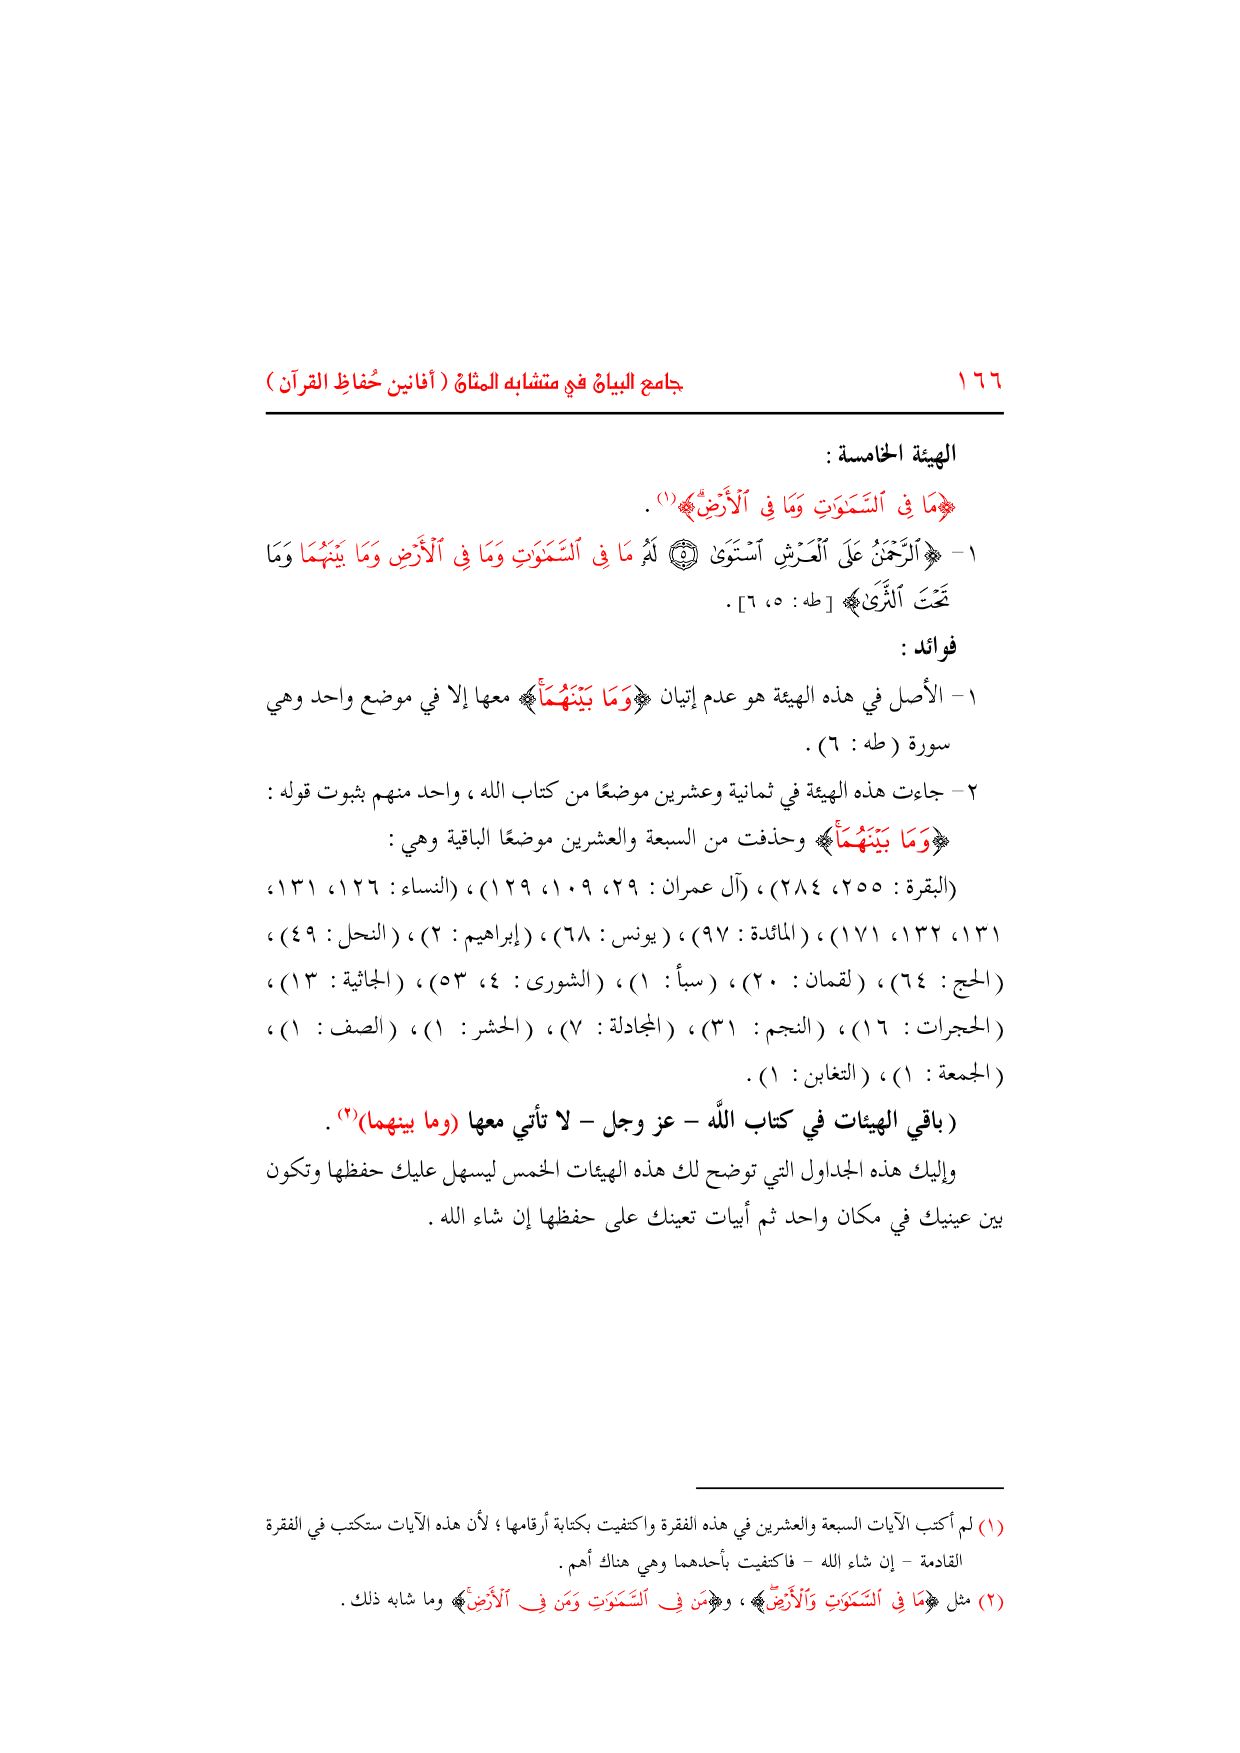 ١٦٦ جامع البيان في متشابه المثان ( أفانين حُفاظِ القرآن )
الهيئة الخامسة :
﴿مَا فِى ٱلسَّمَٰوَٰتِ وَمَا فِى ٱلْأَرْضِۗ﴾(١) .
١- ﴿ٱلرَّحْمَٰنُ عَلَى ٱلْعَرْشِ ٱسْتَوَىٰ ۝٥ لَهُۥ مَا فِى ٱلسَّمَٰوَٰتِ وَمَا فِى ٱلْأَرْضِ وَمَا بَيْنَهُمَا وَمَا
تَحْتَ ٱلثَّرَىٰ﴾ [طه : ٥، ٦] .
فوائد :
١- الأصل في هذه الهيئة هو عدم إتيان ﴿وَمَا بَيْنَهُمَاۚ﴾ معها إلا في موضع واحد وهي
سورة ( طه : ٦) .
٢- جاءت هذه الهيئة في ثمانية وعشرين موضعًا من كتاب الله ، واحد منهم بثبوت قوله :
﴿وَمَا بَيْنَهُمَاۚ﴾ وحذفت من السبعة والعشرين موضعًا الباقية وهي :
(البقرة : ٢٥٥، ٢٨٤)، (آل عمران : ٢٩، ١٠٩، ١٢٩)، (النساء : ١٢٦، ١٣١،
١٣١، ١٣٢، ١٧١)، (المائدة : ٩٧)، ( يونس : ٦٨)، ( إبراهيم : ٢)، ( النحل : ٤٩)،
( الحج : ٦٤)، ( لقمان : ٢٠)، ( سبأ : ١)، ( الشورى : ٤، ٥٣)، ( الجاثية : ١٣)،
( الحجرات : ١٦)، ( النجم : ٣١)، ( المجادلة : ٧)، ( الحشر : ١)، ( الصف : ١)،
( الجمعة : ١)، ( التغابن : ١) .
( باقي الهيئات في كتاب اللَّه – عز وجل – لا تأتي معها (وما بينهما)(٢) .
وإليك هذه الجداول التي توضح لك هذه الهيئات الخمس ليسهل عليك حفظها وتكون
بين عينيك في مكان واحد ثم أبيات تعينك على حفظها إن شاء الله .
(١) لم أكتب الآيات السبعة والعشرين في هذه الفقرة واكتفيت بكتابة أرقامها ؛ لأن هذه الآيات ستكتب في الفقرة
القادمة – إن شاء الله – فاكتفيت بأحدهما وهي هناك أهم .
(٢) مثل ﴿مَا فِى ٱلسَّمَٰوَٰتِ وَٱلْأَرْضِۖ﴾ ، و﴿مَن فِى ٱلسَّمَٰوَٰتِ وَمَن فِى ٱلْأَرْضِۚ﴾ وما شابه ذلك .